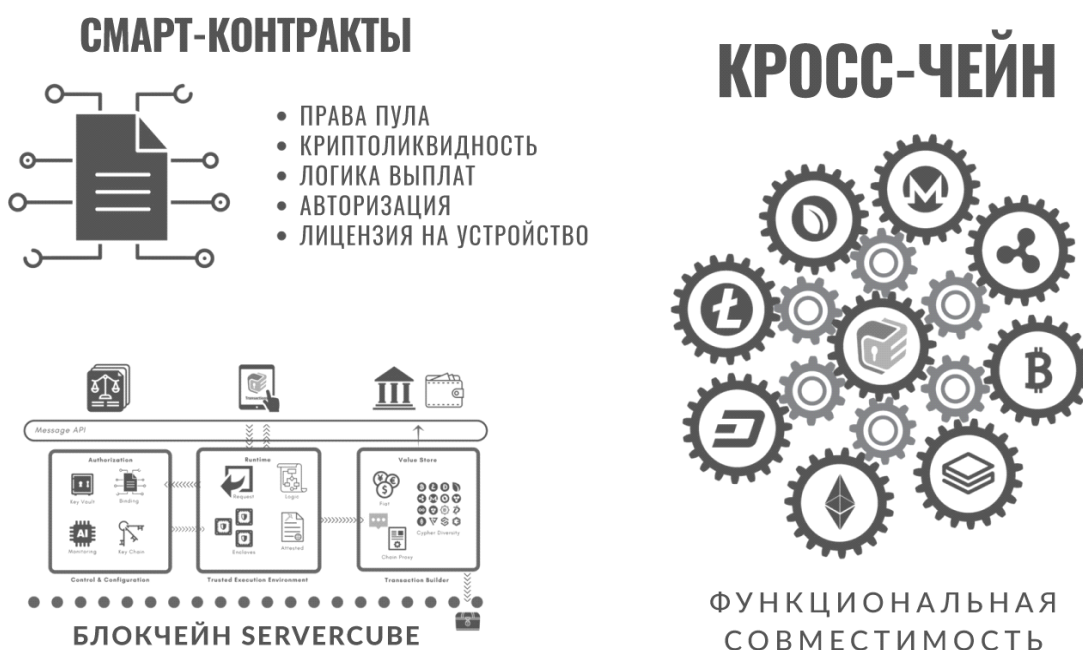 СМАРТ-КОНТРАКТЫ
• ПРАВА ПУЛА
• КРИПТОЛИКВИДНОСТЬ
• ЛОГИКА ВЫПЛАТ
• АВТОРИЗАЦИЯ
• ЛИЦЕНЗИЯ НА УСТРОЙСТВО
Message API
Authorization
Key Vault
Binding
Monitoring
AI
Key Chain
Control & Configuration
Runtime
Request
Login
Enclaves
Attested
Trusted Execution Environment
Value Store
Fiat
Cypher Diversity
Chain Proxy
Transaction Builder
БЛОКЧЕЙН SERVERCUBE
КРОСС-ЧЕЙН
ФУНКЦИОНАЛЬНАЯ
СОВМЕСТИМОСТЬ